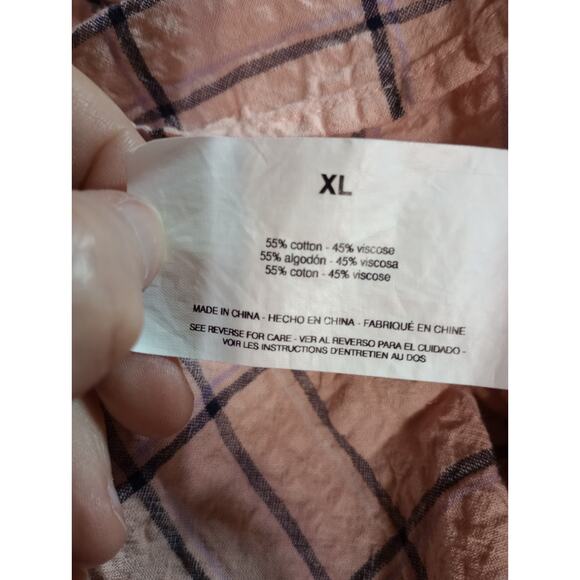 XL
55% cotton - 45% viscose
55% algodón - 45% viscosa
55% coton - 45% viscose
MADE IN CHINA - HECHO EN CHINA - FABRIQUÉ EN CHINE
SEE REVERSE FOR CARE - VER AL REVERSO PARA EL CUIDADO -
VOIR LES INSTRUCTIONS D'ENTRETIEN AU DOS